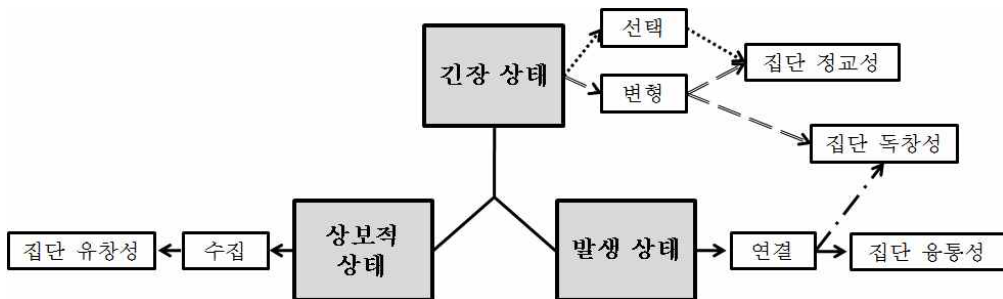 선택
긴장 상태
집단 정교성
변형
집단 독창성
상보적
상태
발생 상태
집단 유창성
수집
연결
집단 융통성